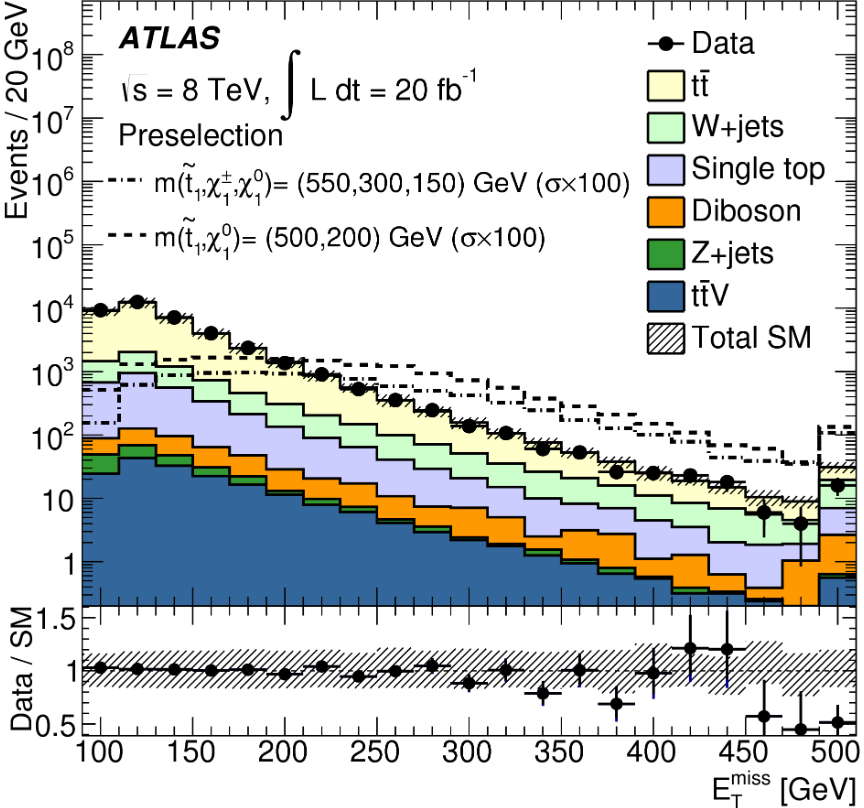 Events / 20 GeV
10⁸
10⁷
10⁶
10⁵
10⁴
10³
10²
10
1
ATLAS
√s = 8 TeV, ∫ L dt = 20 fb⁻¹
Preselection
m(t̃₁,χ₁±,χ₁⁰)= (550,300,150) GeV (σ×100)
m(t̃₁,χ₁⁰)= (500,200) GeV (σ×100)
Data
tt̄
W+jets
Single top
Diboson
Z+jets
tt̄V
Total SM
Data / SM
1.5
1
0.5
100 150 200 250 300 350 400 450 500
E_T^miss [GeV]